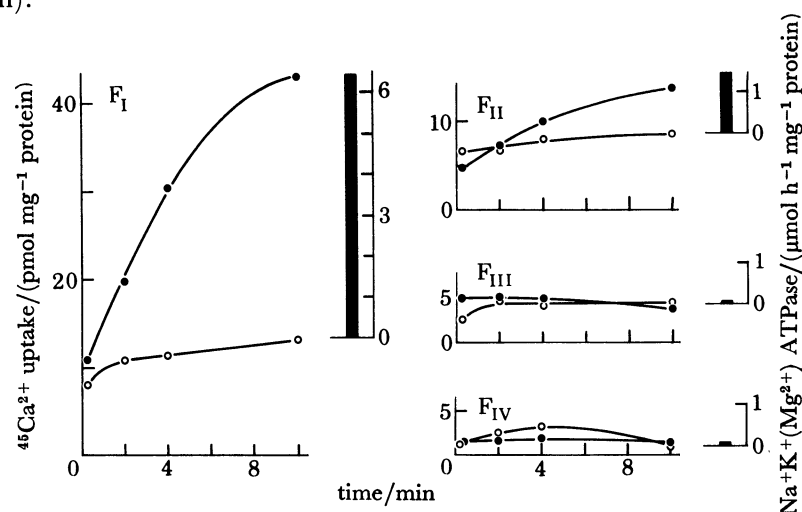 n).
F_I
40
20
0
4
8
6
3
0
F_II
10
0
1
0
F_III
5
0
1
0
F_IV
5
0
4
8
1
0
time/min
⁴⁵Ca²⁺ uptake/(pmol mg⁻¹ protein)
Na⁺K⁺(Mg²⁺) ATPase/(μmol h⁻¹ mg⁻¹ protein)